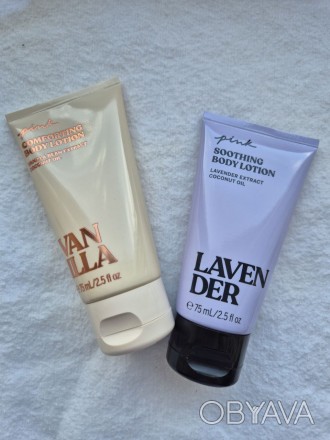 pink
COMFORTING
BODY LOTION
VAN
ILLA
75 mL/2.5 fl oz
pink
SOOTHING
BODY LOTION
LAVENDER EXTRACT
COCONUT OIL
LAVEN
DER
℮ 75 mL/2.5 fl oz
OBYAVA